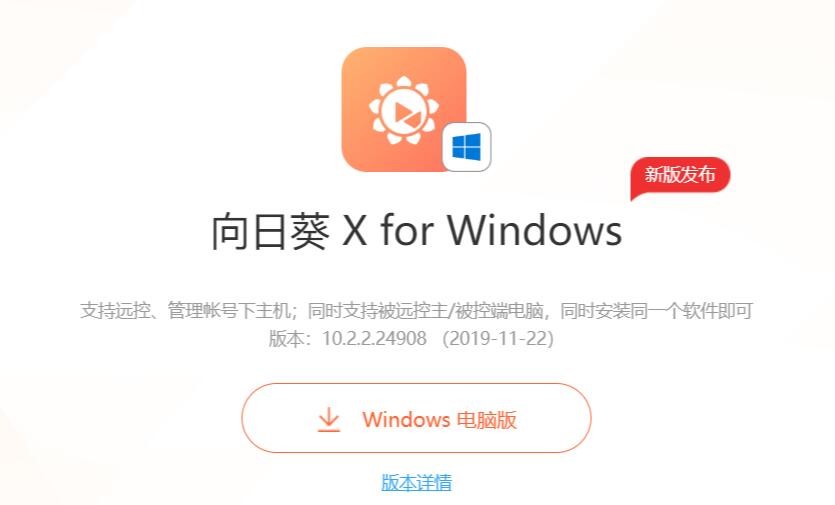 新版发布
向日葵 X for Windows
支持远控、管理帐号下主机；同时支持被远控主/被控端电脑，同时安装同一个软件即可
版本：10.2.2.24908 （2019-11-22）
Windows 电脑版
版本详情